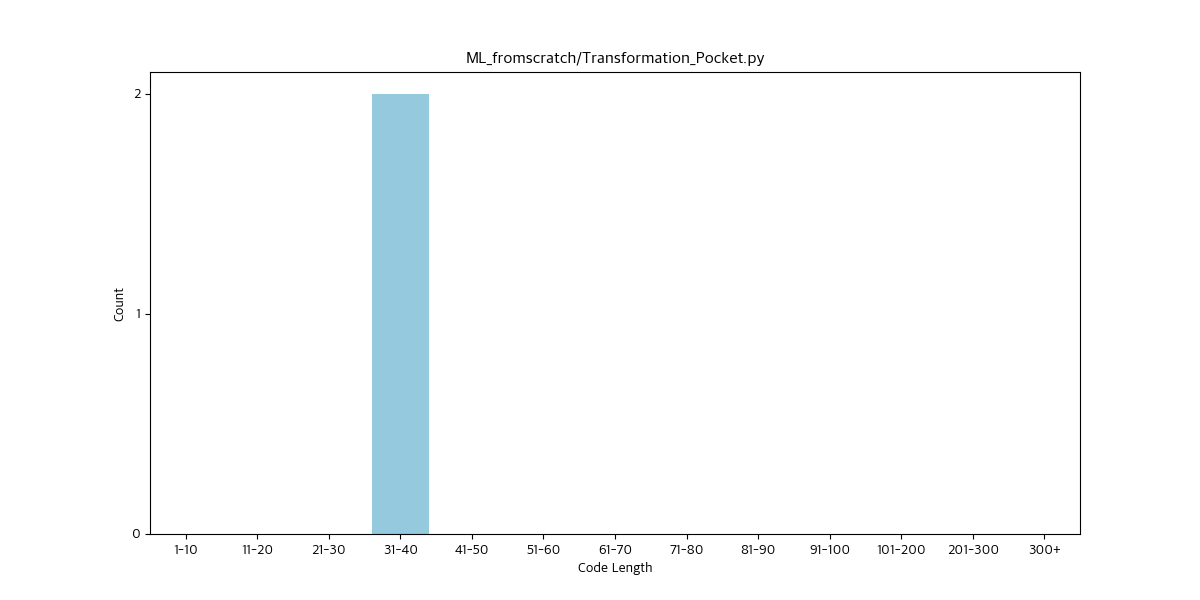 ML_fromscratch/Transformation_Pocket.py
2
1
0
Count
1-10 11-20 21-30 31-40 41-50 51-60 61-70 71-80 81-90 91-100 101-200 201-300 300+
Code Length